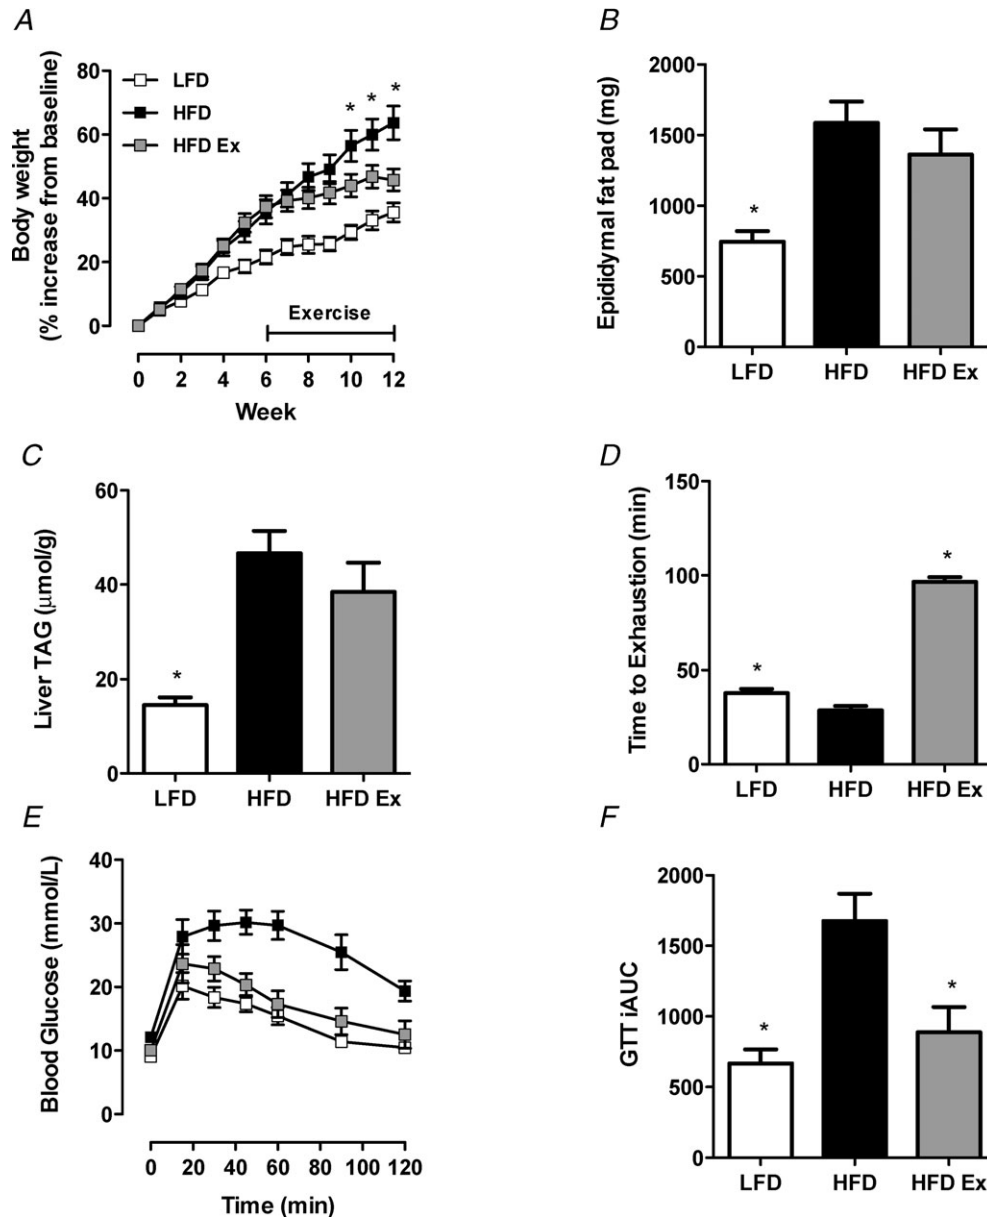 A
Body weight
(% increase from baseline)
80
60
40
20
0
LFD
HFD
HFD Ex
* * *
Exercise
0 2 4 6 8 10 12
Week
B
Epididymal fat pad (mg)
2000
1500
1000
500
0
*
LFD HFD HFD Ex
C
Liver TAG (μmol/g)
60
40
20
0
*
LFD HFD HFD Ex
D
Time to Exhaustion (min)
150
100
50
0
*
*
LFD HFD HFD Ex
E
Blood Glucose (mmol/L)
40
30
20
10
0
0 20 40 60 80 100 120
Time (min)
F
GTT iAUC
2000
1500
1000
500
0
*
*
LFD HFD HFD Ex